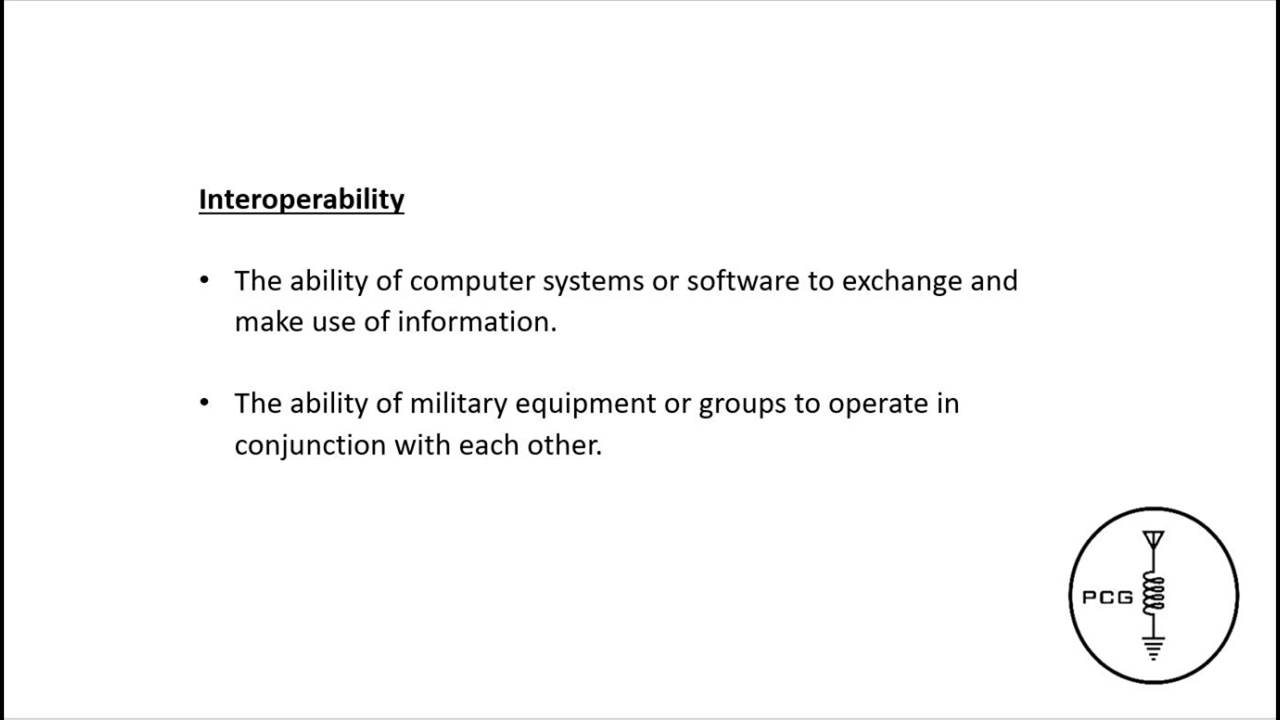 Interoperability
• The ability of computer systems or software to exchange and
make use of information.
• The ability of military equipment or groups to operate in
conjunction with each other.
PCG